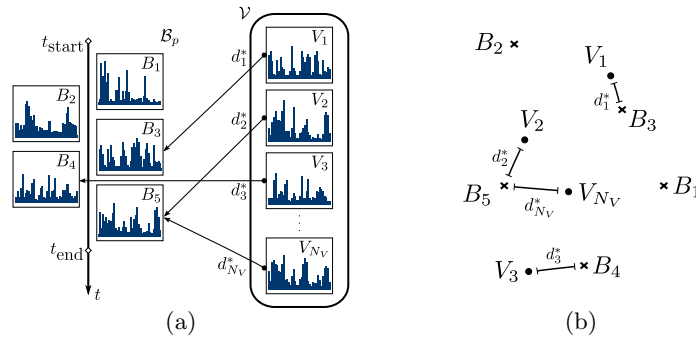 t_start
B_p
V
B_1
V_1
d_1^*
B_2
V_2
B_3
d_2^*
B_4
V_3
d_3^*
B_5
t_end
V_{N_V}
d_{N_V}^*
t
(a)
B_2
V_1
d_1^*
B_3
V_2
d_2^*
B_5
V_{N_V}
B_1
d_{N_V}^*
V_3
d_3^*
B_4
(b)